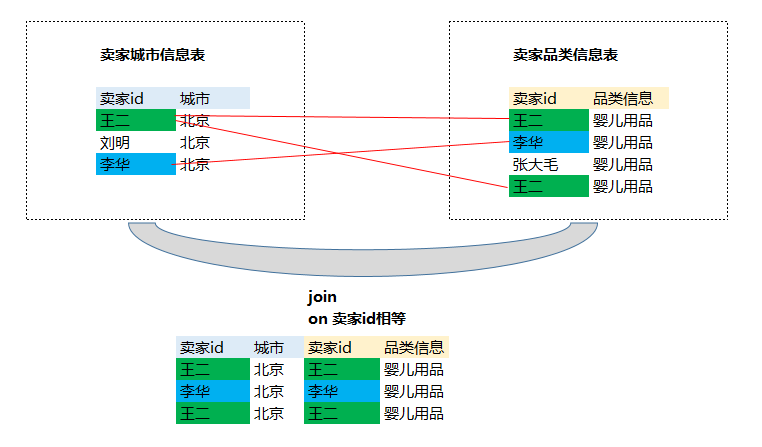 卖家城市信息表
卖家id 城市
王二 北京
刘明 北京
李华 北京
卖家品类信息表
卖家id 品类信息
王二 婴儿用品
李华 婴儿用品
张大毛 婴儿用品
王二 婴儿用品
join
on 卖家id相等
卖家id 城市 卖家id 品类信息
王二 北京 王二 婴儿用品
李华 北京 李华 婴儿用品
王二 北京 王二 婴儿用品